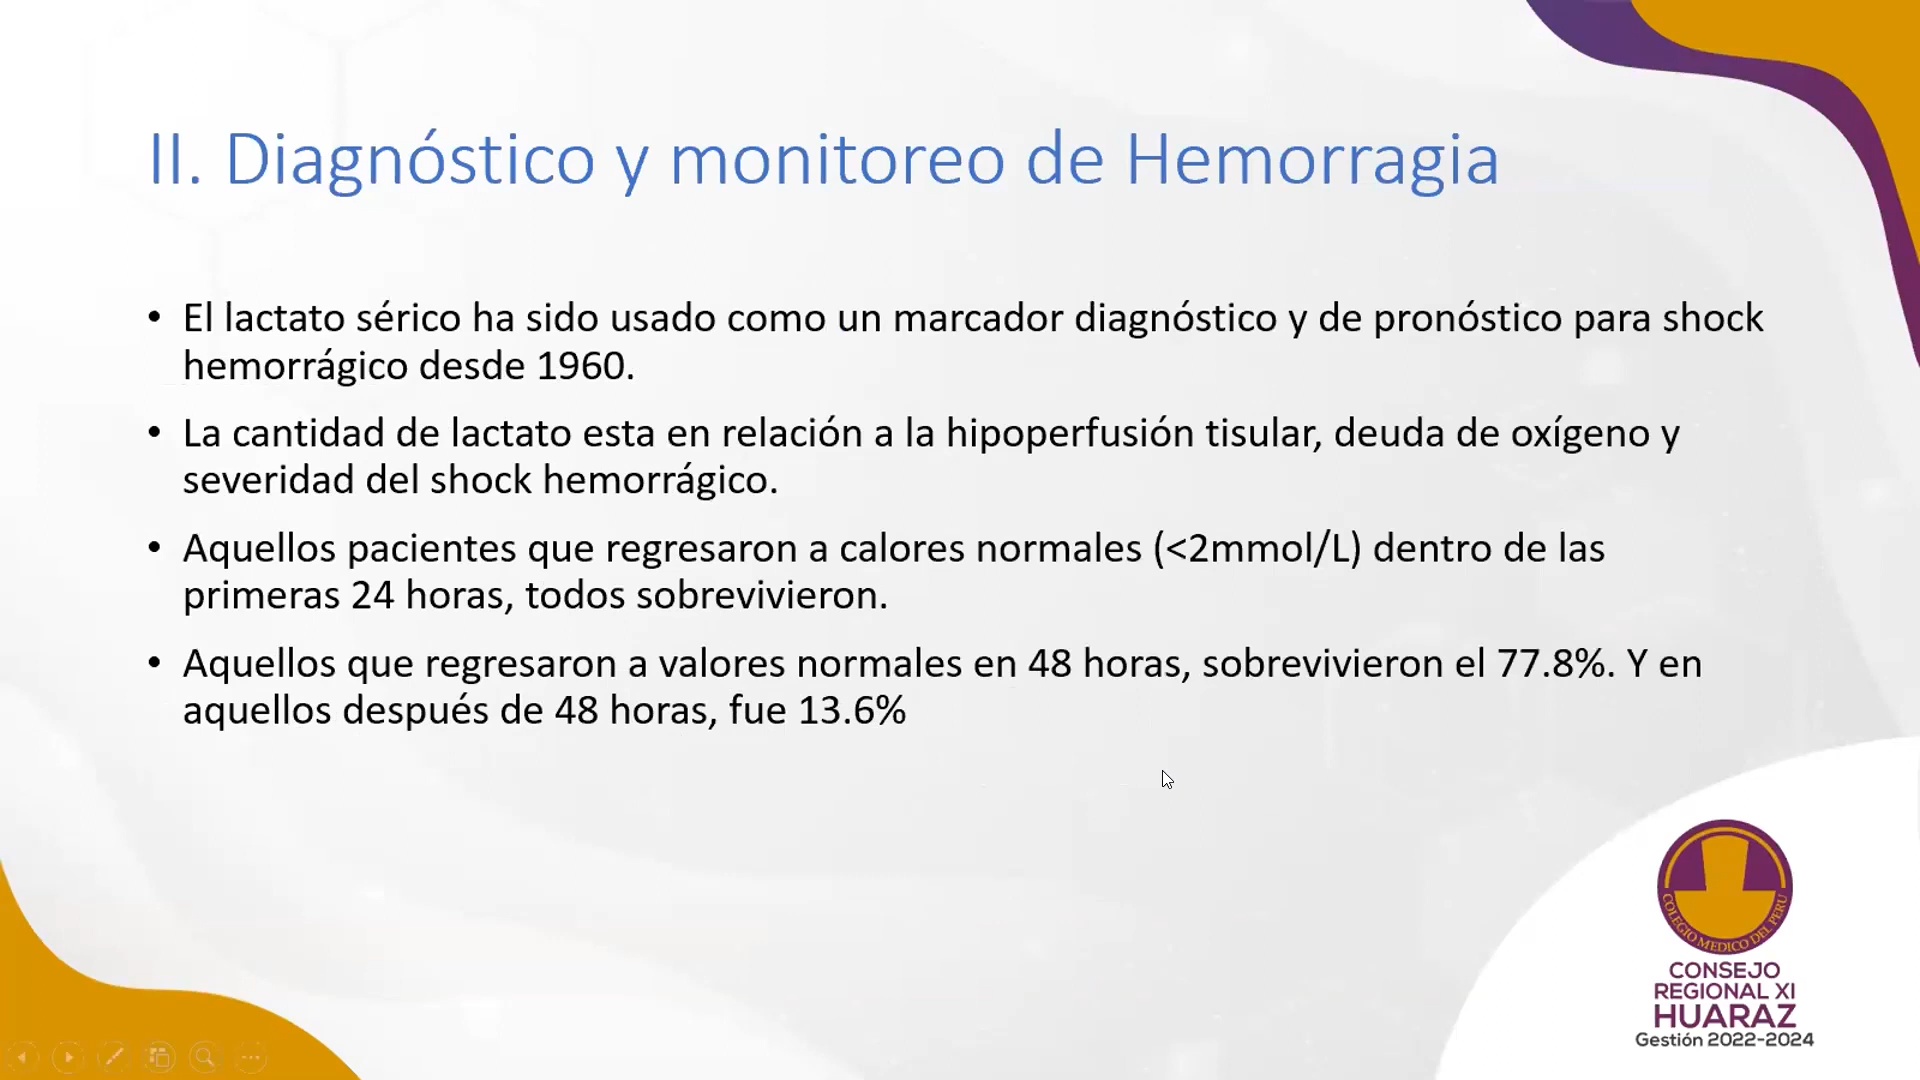 II. Diagnóstico y monitoreo de Hemorragia
• El lactato sérico ha sido usado como un marcador diagnóstico y de pronóstico para shock
hemorrágico desde 1960.
• La cantidad de lactato esta en relación a la hipoperfusión tisular, deuda de oxígeno y
severidad del shock hemorrágico.
• Aquellos pacientes que regresaron a calores normales (<2mmol/L) dentro de las
primeras 24 horas, todos sobrevivieron.
• Aquellos que regresaron a valores normales en 48 horas, sobrevivieron el 77.8%. Y en
aquellos después de 48 horas, fue 13.6%
COLEGIO MEDICO DEL PERU
CONSEJO
REGIONAL XI
HUARAZ
Gestión 2022-2024